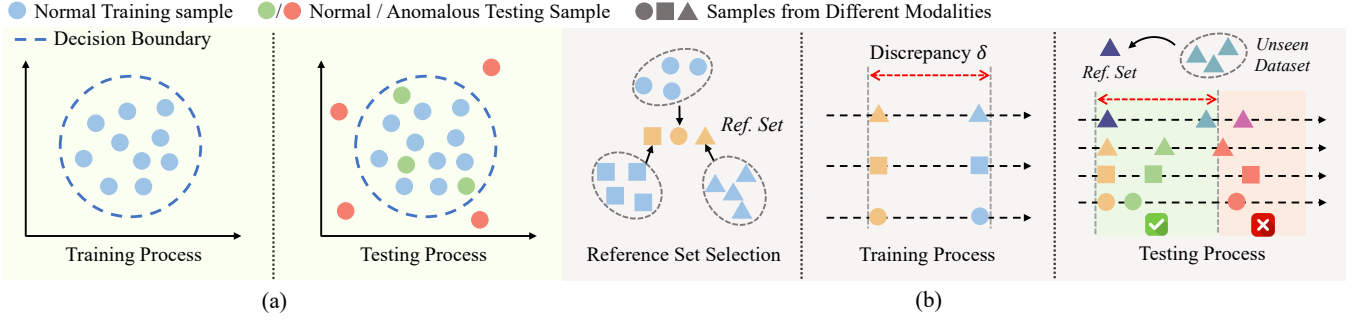 Normal Training sample
/ Normal / Anomalous Testing Sample
Samples from Different Modalities
Decision Boundary
Training Process
Testing Process
(a)
Ref. Set
Reference Set Selection
Discrepancy δ
Training Process
Ref. Set
Unseen
Dataset
Testing Process
(b)